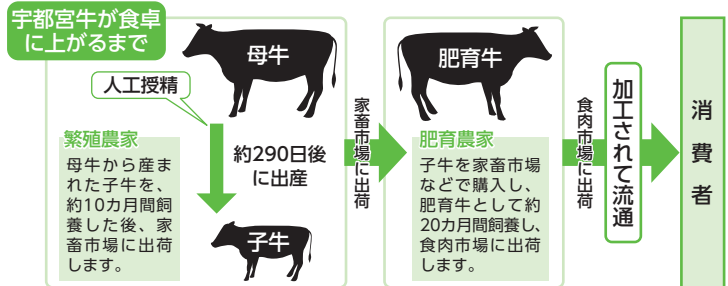 宇都宮牛が食卓
に上がるまで
母牛
人工授精
繁殖農家
母牛から産ま
れた子牛を、
約10カ月間飼
養した後、家
畜市場に出荷
します。
約290日後
に出産
子牛
家畜市場に出荷
肥育牛
肥育農家
子牛を家畜市場
などで購入し、
肥育牛として約
20カ月間飼養し、
食肉市場に出荷
します。
食肉市場に出荷
加工されて流通
消費者